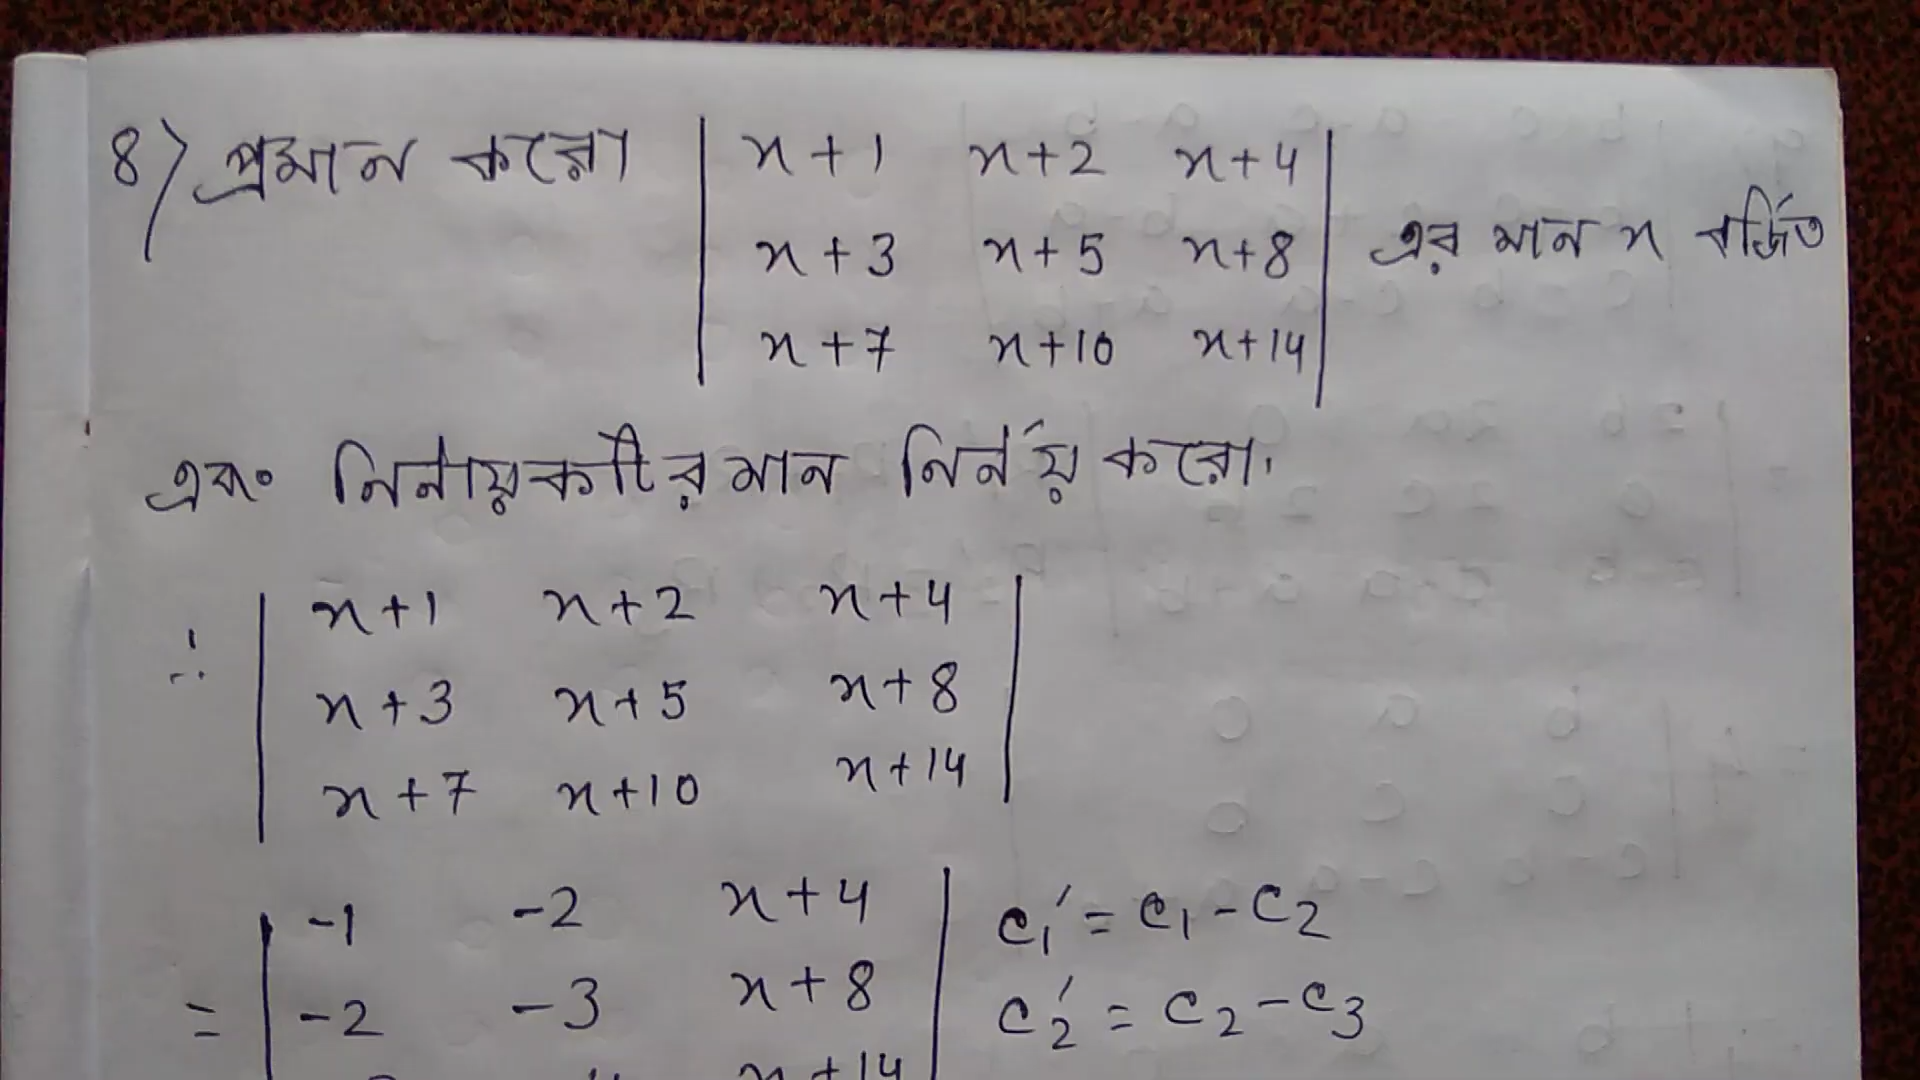 8) প্রমান করো | x+1 x+2 x+4 |
| x+3 x+5 x+8 | এর মান x বর্জিত
| x+7 x+10 x+14 |
এবং নির্নায়কটির মান নির্নয় করো।
∴ | x+1 x+2 x+4 |
| x+3 x+5 x+8 |
| x+7 x+10 x+14 |
| -1 -2 x+4 | c₁′ = c₁ - c₂
= | -2 -3 x+8 | c₂′ = c₂ - c₃
x+14 |